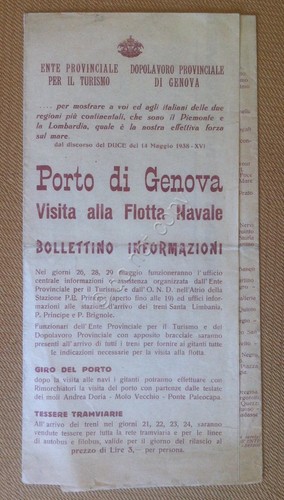 ENTE PROVINCIALE DOPOLAVORO PROVINCIALE
PER IL TURISMO DI GENOVA
..... per mostrare a voi ed agli italiani delle due
regioni più continentali, che sono il Piemonte e
la Lombardia, quale è la nostra effettiva forza
sul mare.
dal discorso del DUCE del 14 Maggio 1938 - XVI
Porto di Genova
Visita alla Flotta Navale
BOLLETTINO INFORMAZIONI
Nei giorni 26, 28, 29 maggio funzioneranno l'ufficio
centrale informazioni e assistenza organizzata dall'Ente
Provinciale per il Turismo e dall'O. N. D. nell'Atrio della
Stazione P.P. Principe (aperto fino alle 19) ed uffici infor-
mazioni alle stazioni d'arrivo dei treni Santa Limbania,
P. Principe e P. Brignole.
Funzionari dell'Ente Provinciale per il Turismo e del
Dopolavoro Provinciale con apposito bracciale saranno
presenti all'arrivo di tutti i treni per fornire ai gitanti tutte
le indicazioni necessarie per la visita alla flotta
GIRO DEL PORTO
dopo la visita alle navi i gitanti potranno effettuare con
Rimorchiatori la visita del porto con partenze dalle testate
dei moli Andrea Doria - Molo Vecchio - Ponte Paleocapa.
TESSERE TRAMVIARIE
All'arrivo dei treni nei giorni 21, 22, 23, 24, saranno
vendute tessere per tutta la rete tramviaria e per le linee
di autobus e filobus, valide per il giorno del rilascio al
prezzo di Lire 3,— per persona.